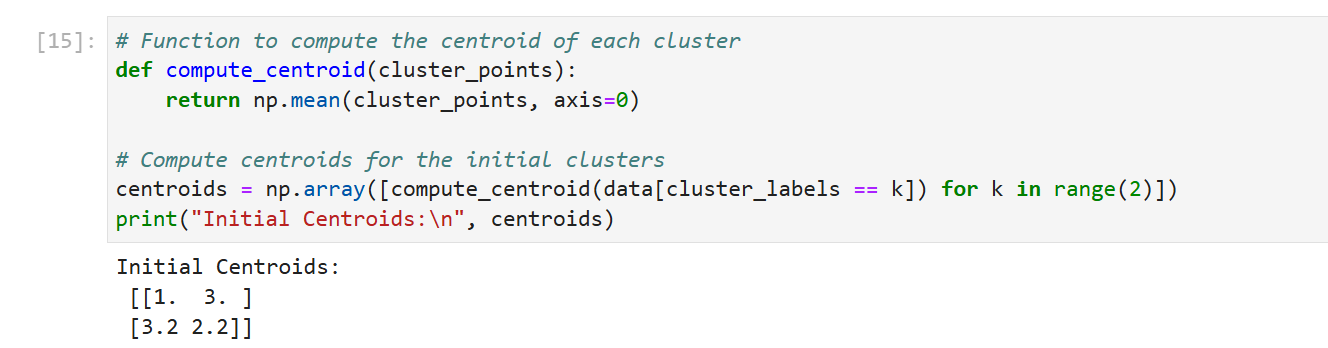 [15]: # Function to compute the centroid of each cluster
def compute_centroid(cluster_points):
    return np.mean(cluster_points, axis=0)
# Compute centroids for the initial clusters
centroids = np.array([compute_centroid(data[cluster_labels == k]) for k in range(2)])
print("Initial Centroids:\n", centroids)
Initial Centroids:
 [[1.  3. ]
 [3.2 2.2]]